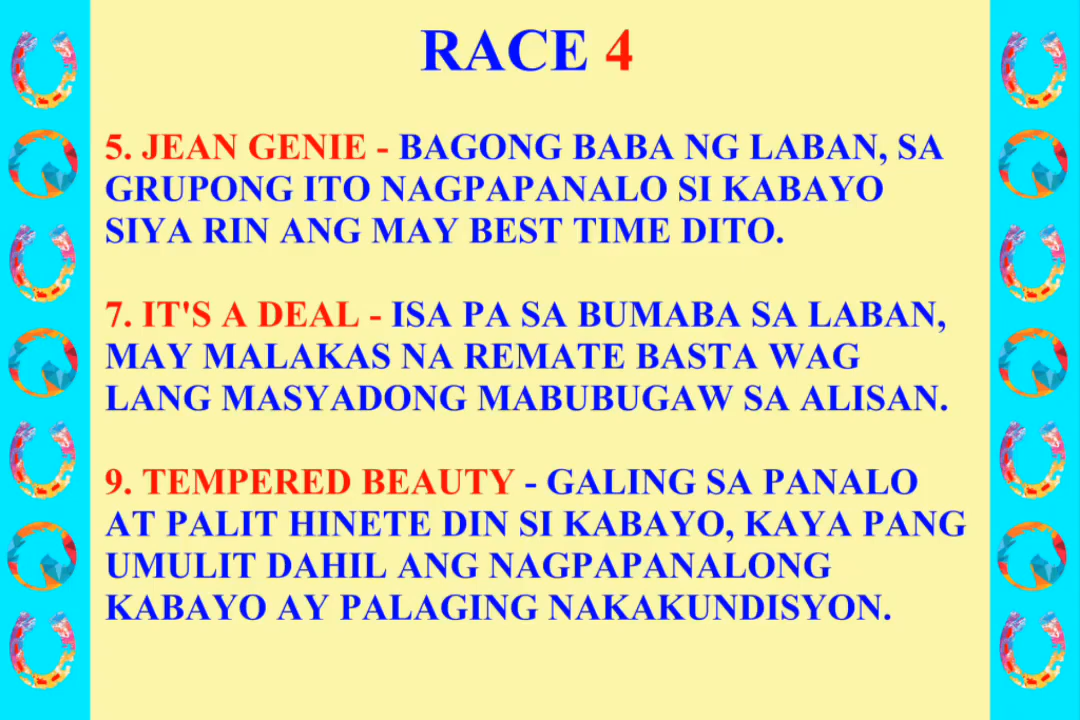 RACE 4
5. JEAN GENIE - BAGONG BABA NG LABAN, SA
GRUPONG ITO NAGPAPANALO SI KABAYO
SIYA RIN ANG MAY BEST TIME DITO.
7. IT'S A DEAL - ISA PA SA BUMABA SA LABAN,
MAY MALAKAS NA REMATE BASTA WAG
LANG MASYADONG MABUBUGAW SA ALISAN.
9. TEMPERED BEAUTY - GALING SA PANALO
AT PALIT HINETE DIN SI KABAYO, KAYA PANG
UMULIT DAHIL ANG NAGPAPANALONG
KABAYO AY PALAGING NAKAKUNDISYON.